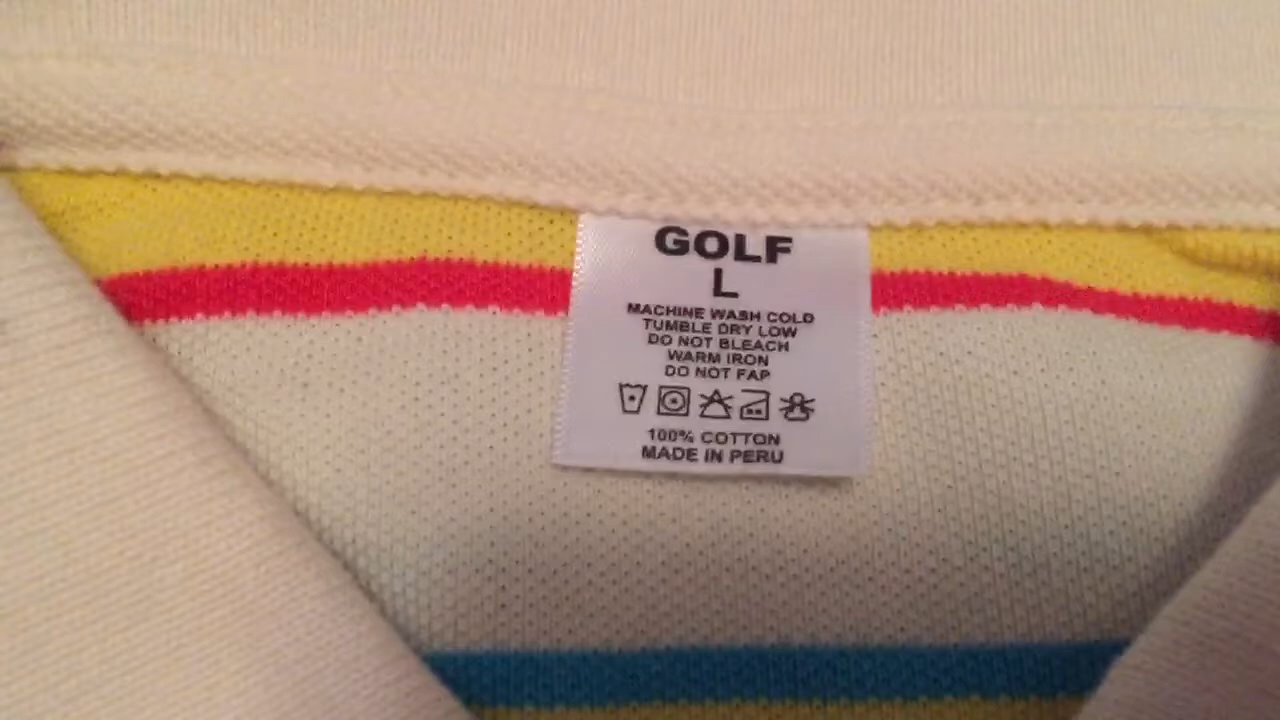 GOLF
L
MACHINE WASH COLD
TUMBLE DRY LOW
DO NOT BLEACH
WARM IRON
DO NOT FAP
100% COTTON
MADE IN PERU